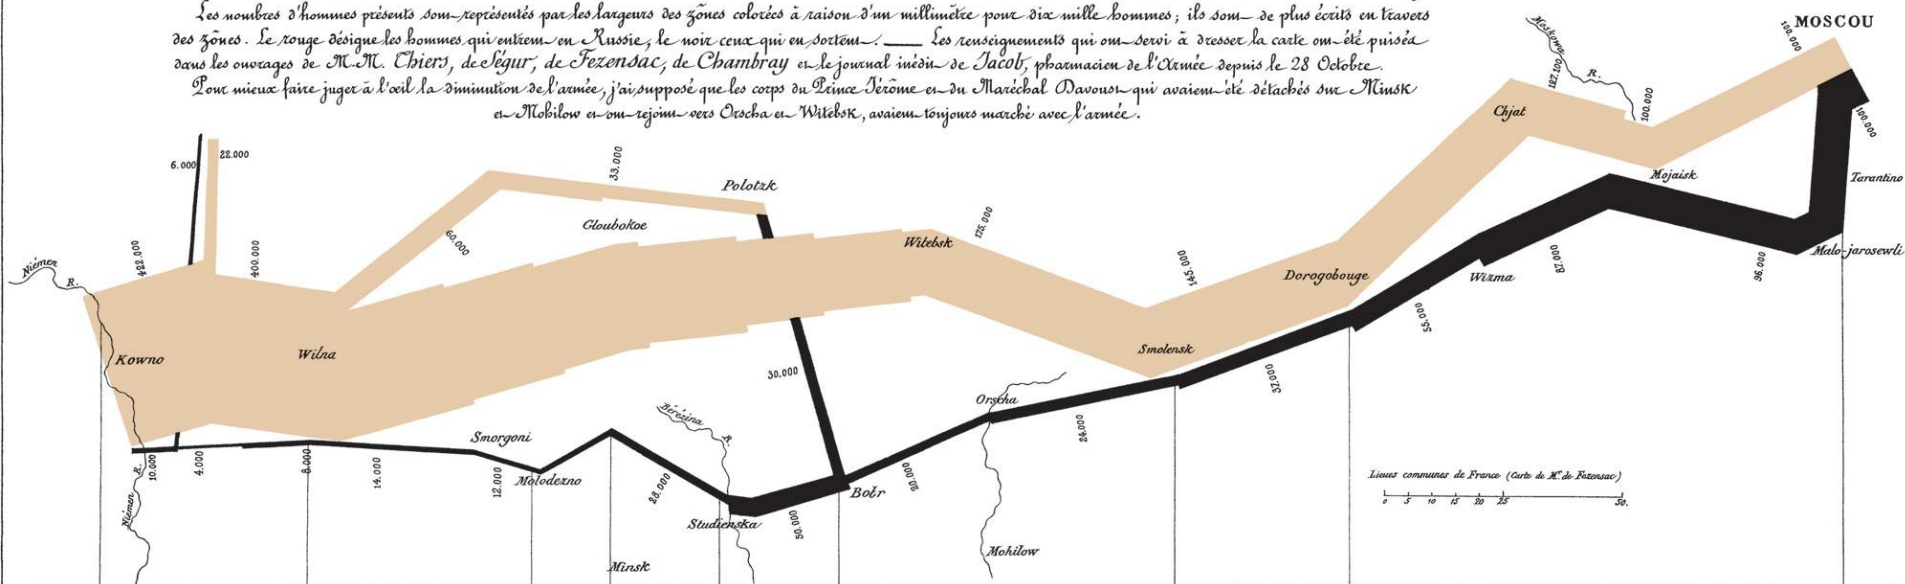 Les nombres d'hommes présents sont représentés par les largeurs des zônes colorées à raison d'un millimètre pour dix mille hommes; ils sont de plus écrits en travers
des zônes. Le rouge désigne les hommes qui entrent en Russie, le noir ceux qui en sortent. — Les renseignements qui ont servi à dresser la carte ont été puisés
dans les ouvrages de M.M. Chiers, de Ségur, de Fezensac, de Chambray et le journal inédit de Jacob, pharmacien de l'Armée depuis le 28 Octobre.
Pour mieux faire juger à l'œil la diminution de l'armée, j'ai supposé que les corps du Prince Jérôme et du Maréchal Davoust qui avaient été détachés sur Minsk
et Mohilow et ont rejoint vers Orscha et Witebsk, avaient toujours marché avec l'armée.
MOSCOU
100.000
Moskowa
R.
127.100
100.000
Chjat
100.000
Mojaisk
Tarantino
Malo-jarosewli
6.000
22.000
33.000
Polotzk
Gloubokoe
60.000
422.000
400.000
Niémen
R.
Witebsk
175.000
145.000
Dorogobouge
Wizma
87.000
96.000
55.000
Kowno
Wilna
Smolensk
30.000
37.000
Orscha
24.000
Bérézina
R.
Smorgoni
10.000
4.000
8.000
14.000
12.000
Molodezno
28.000
Studienska
50.000
Bobr
20.000
R.
Niémen
Minsk
Mohilow
Lieues communes de France (Carte de Mr. de Fezensac)
0 5 10 15 20 25 50.